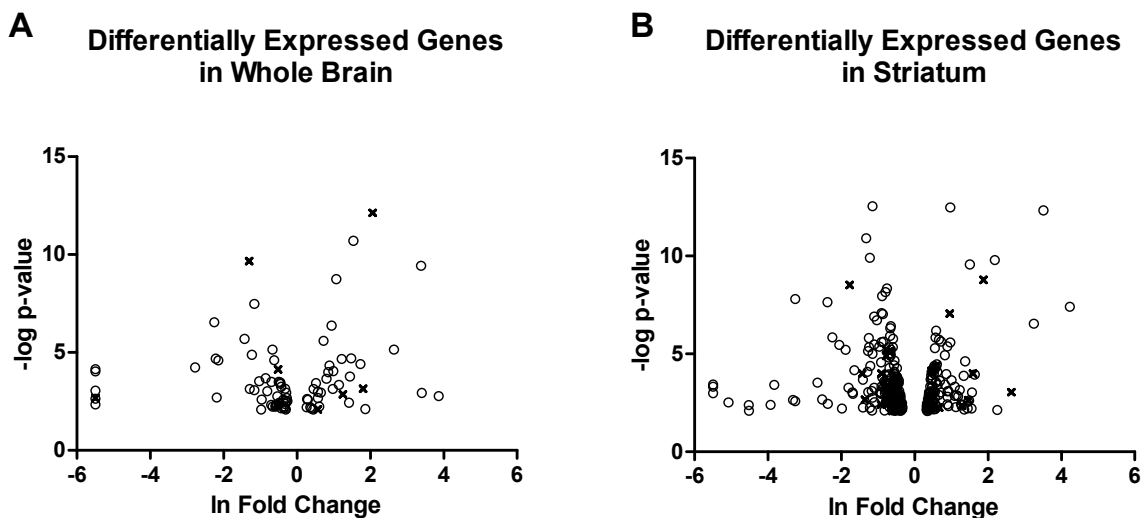 A
Differentially Expressed Genes
in Whole Brain
15
10
5
0
-6
-4
-2
0
2
4
6
-log p-value
ln Fold Change
B
Differentially Expressed Genes
in Striatum
15
10
5
0
-6
-4
-2
0
2
4
6
-log p-value
ln Fold Change